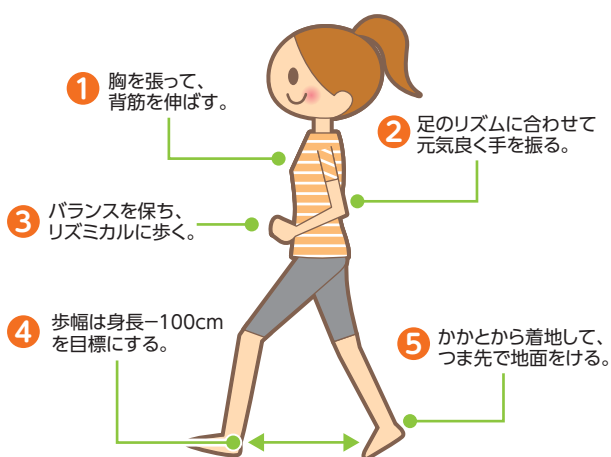 1 胸を張って、
背筋を伸ばす。
2 足のリズムに合わせて
元気良く手を振る。
3 バランスを保ち、
リズミカルに歩く。
4 歩幅は身長−100cm
を目標にする。
5 かかとから着地して、
つま先で地面をける。